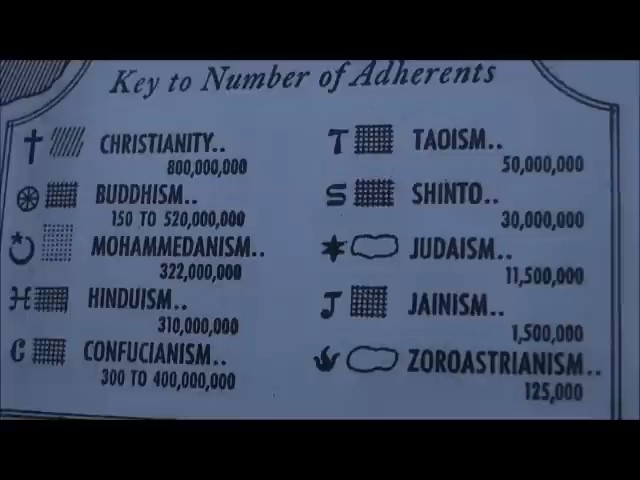 Key to Number of Adherents
CHRISTIANITY..
800,000,000
BUDDHISM..
150 TO 520,000,000
MOHAMMEDANISM..
322,000,000
H HINDUISM..
310,000,000
C CONFUCIANISM..
300 TO 400,000,000
T TAOISM..
50,000,000
S SHINTO..
30,000,000
JUDAISM..
11,500,000
J JAINISM..
1,500,000
ZOROASTRIANISM..
125,000